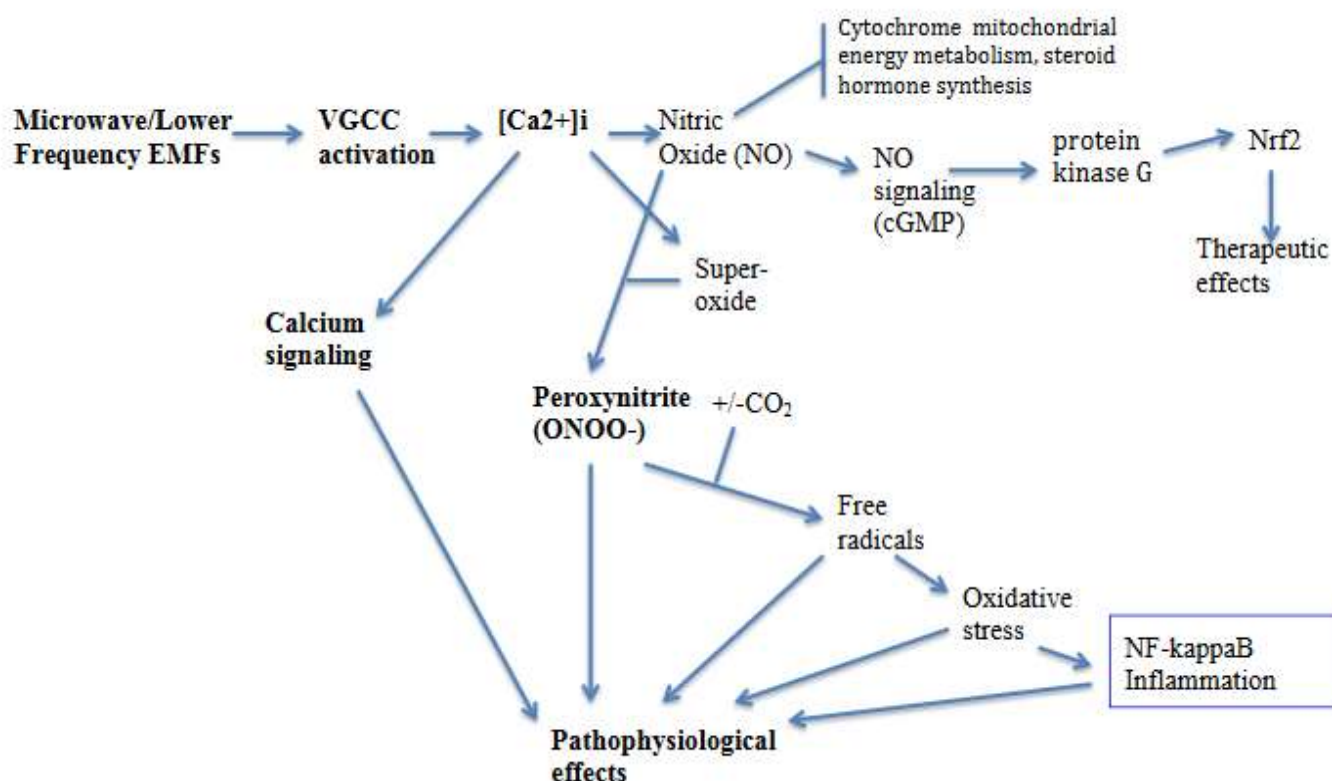 Cytochrome mitochondrial
energy metabolism, steroid
hormone synthesis
Microwave/Lower
Frequency EMFs
VGCC
activation
[Ca2+]i
Nitric
Oxide (NO)
NO
signaling
(cGMP)
protein
kinase G
Nrf2
Therapeutic
effects
Super-
oxide
Calcium
signaling
Peroxynitrite
(ONOO-)
+/-CO₂
Free
radicals
Oxidative
stress
NF-kappaB
Inflammation
Pathophysiological
effects